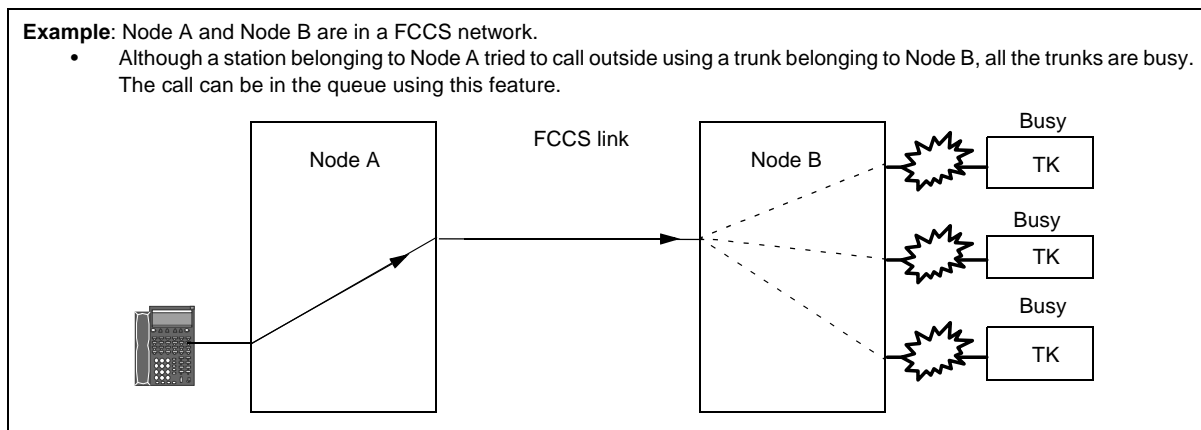 Example: Node A and Node B are in a FCCS network.
• Although a station belonging to Node A tried to call outside using a trunk belonging to Node B, all the trunks are busy.
The call can be in the queue using this feature.
Busy
FCCS link
Node A
Node B
TK
Busy
TK
Busy
TK